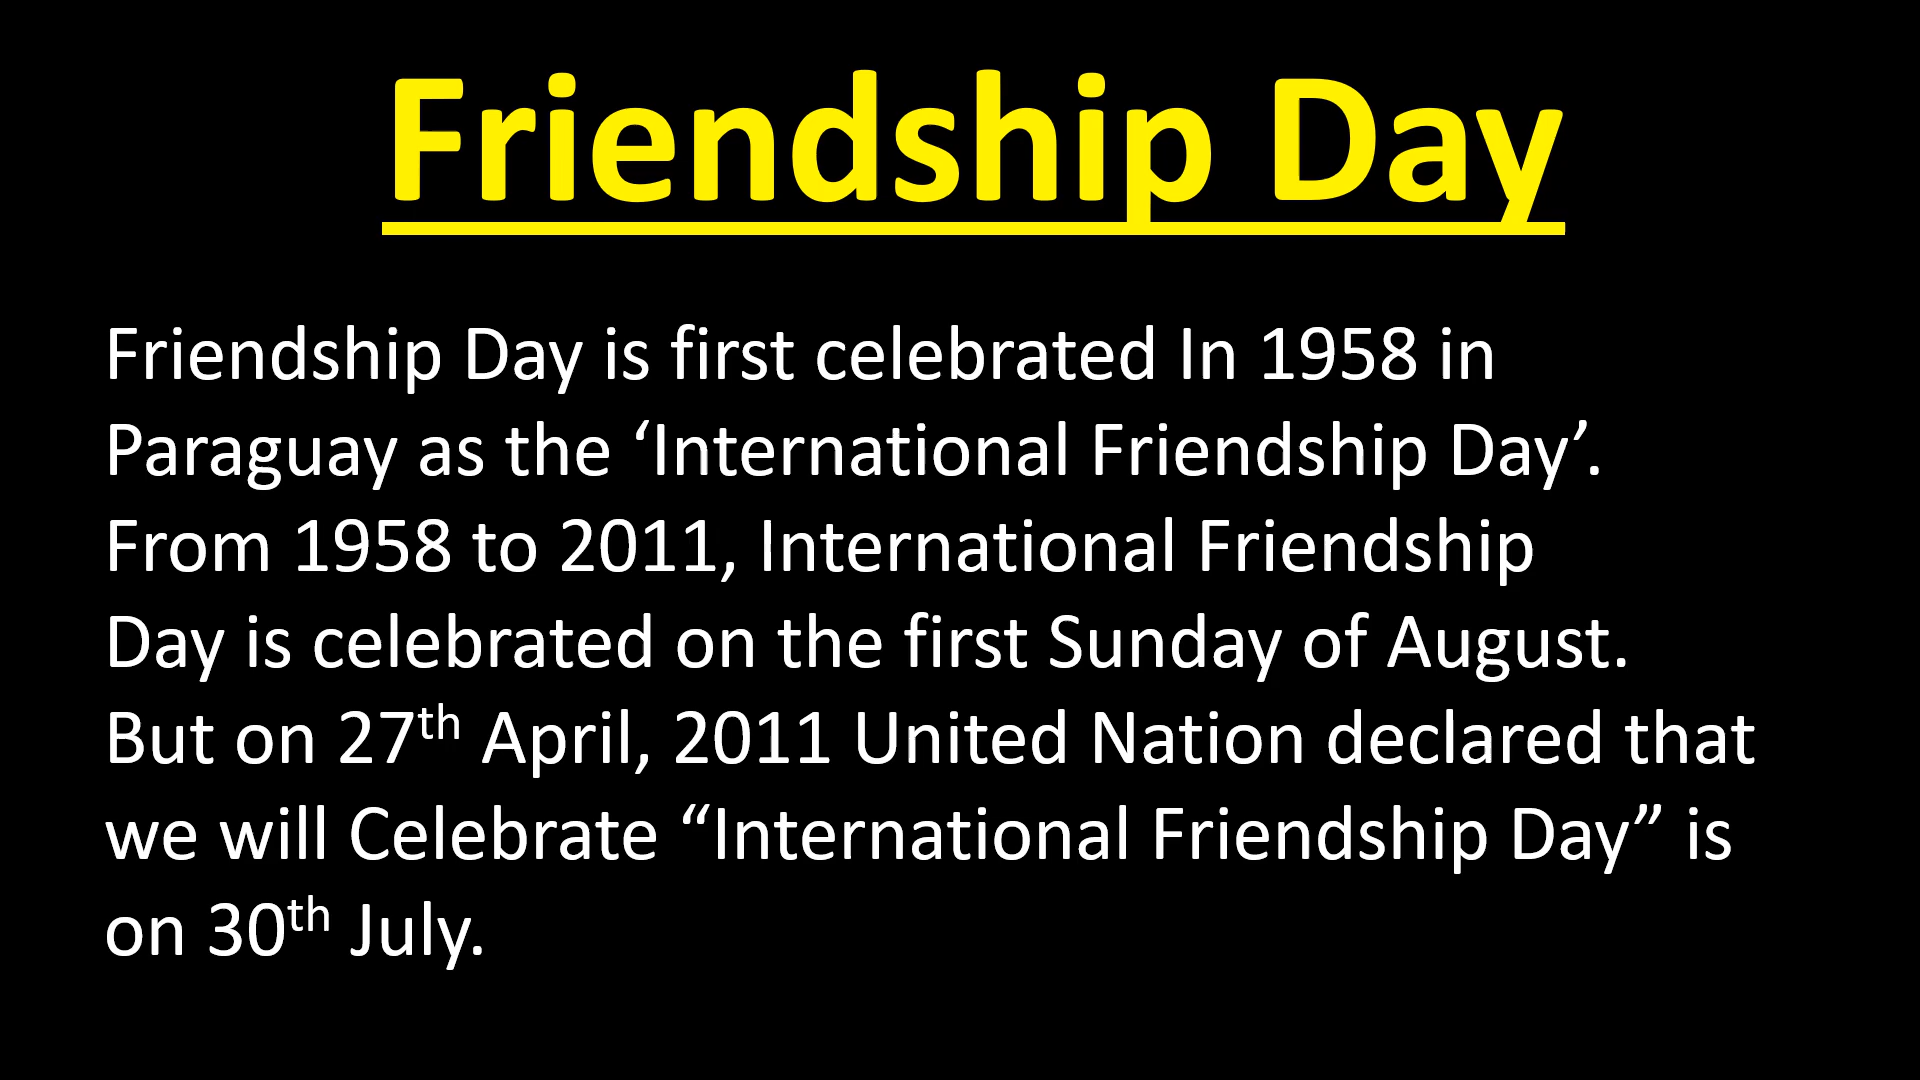 Friendship Day
Friendship Day is first celebrated In 1958 in
Paraguay as the ‘International Friendship Day’.
From 1958 to 2011, International Friendship
Day is celebrated on the first Sunday of August.
But on 27th April, 2011 United Nation declared that
we will Celebrate “International Friendship Day” is
on 30th July.